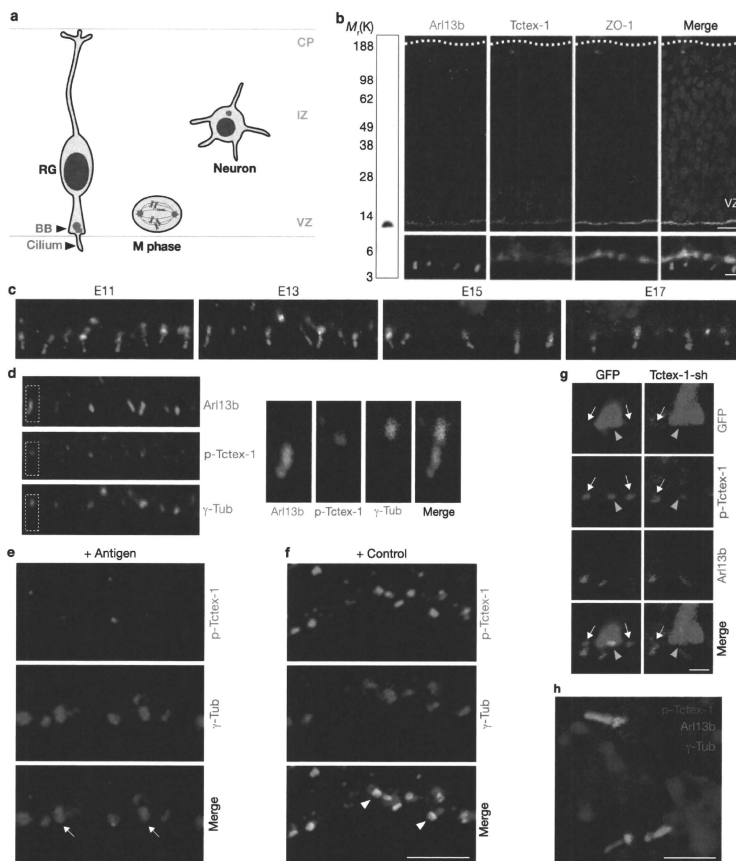 a
CP
IZ
RG
Neuron
BB
VZ
Cilium
M phase
b
Mr(K)
Arl13b
Tctex-1
ZO-1
Merge
188
98
62
49
38
28
14
6
3
VZ
c
E11
E13
E15
E17
d
Arl13b
p-Tctex-1
γ-Tub
Arl13b
p-Tctex-1
γ-Tub
Merge
e
+ Antigen
p-Tctex-1
γ-Tub
Merge
f
+ Control
p-Tctex-1
γ-Tub
Merge
g
GFP
Tctex-1-sh
GFP
p-Tctex-1
Arl13b
Merge
h
p-Tctex-1
Arl13b
γ-Tub